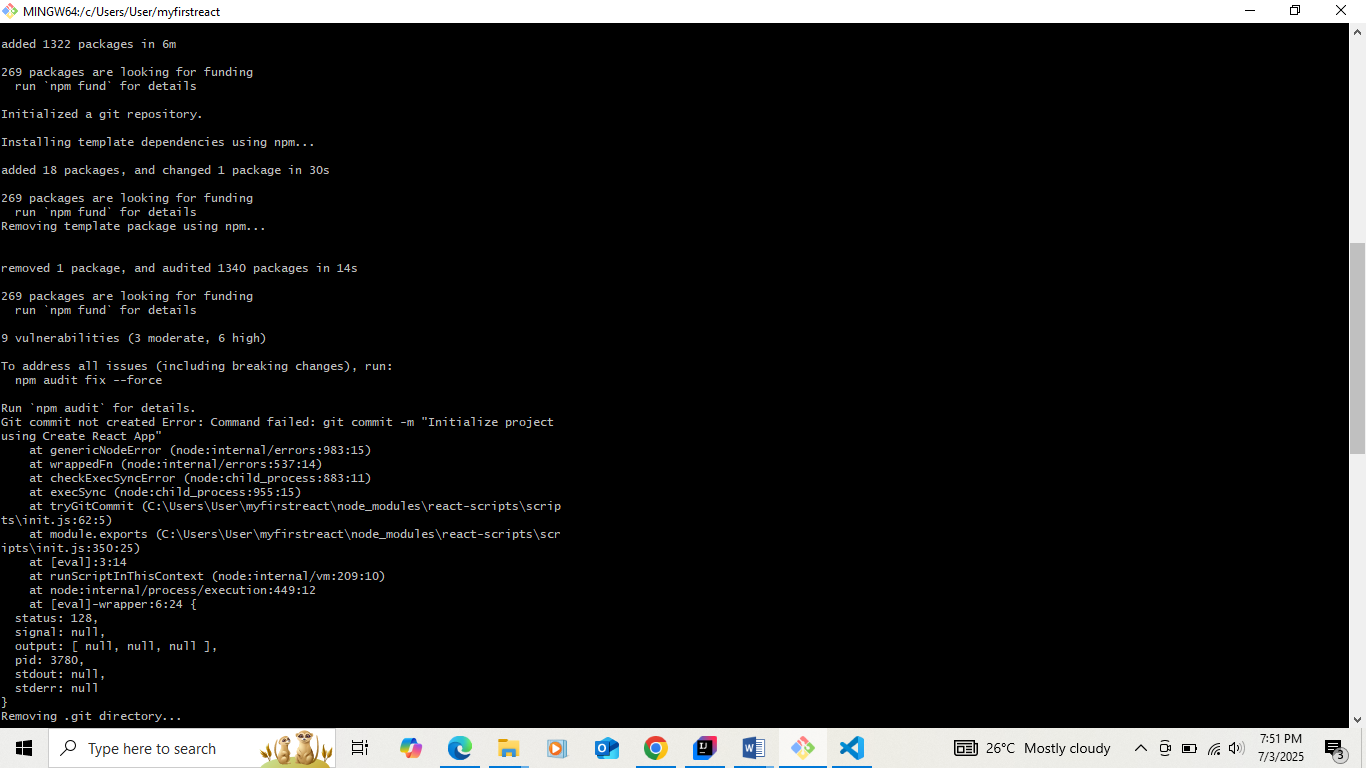 MINGW64:/c/Users/User/myfirstreact
added 1322 packages in 6m
269 packages are looking for funding
  run `npm fund` for details
Initialized a git repository.
Installing template dependencies using npm...
added 18 packages, and changed 1 package in 30s
269 packages are looking for funding
  run `npm fund` for details
Removing template package using npm...
removed 1 package, and audited 1340 packages in 14s
269 packages are looking for funding
  run `npm fund` for details
9 vulnerabilities (3 moderate, 6 high)
To address all issues (including breaking changes), run:
  npm audit fix --force
Run `npm audit` for details.
Git commit not created Error: Command failed: git commit -m "Initialize project
using Create React App"
    at genericNodeError (node:internal/errors:983:15)
    at wrappedFn (node:internal/errors:537:14)
    at checkExecSyncError (node:child_process:883:11)
    at execSync (node:child_process:955:15)
    at tryGitCommit (C:\Users\User\myfirstreact\node_modules\react-scripts\scrip
ts\init.js:62:5)
    at module.exports (C:\Users\User\myfirstreact\node_modules\react-scripts\scr
ipts\init.js:350:25)
    at [eval]:3:14
    at runScriptInThisContext (node:internal/vm:209:10)
    at node:internal/process/execution:449:12
    at [eval]-wrapper:6:24 {
  status: 128,
  signal: null,
  output: [ null, null, null ],
  pid: 3780,
  stdout: null,
  stderr: null
}
Removing .git directory...
Type here to search
26°C Mostly cloudy
7:51 PM
7/3/2025
3